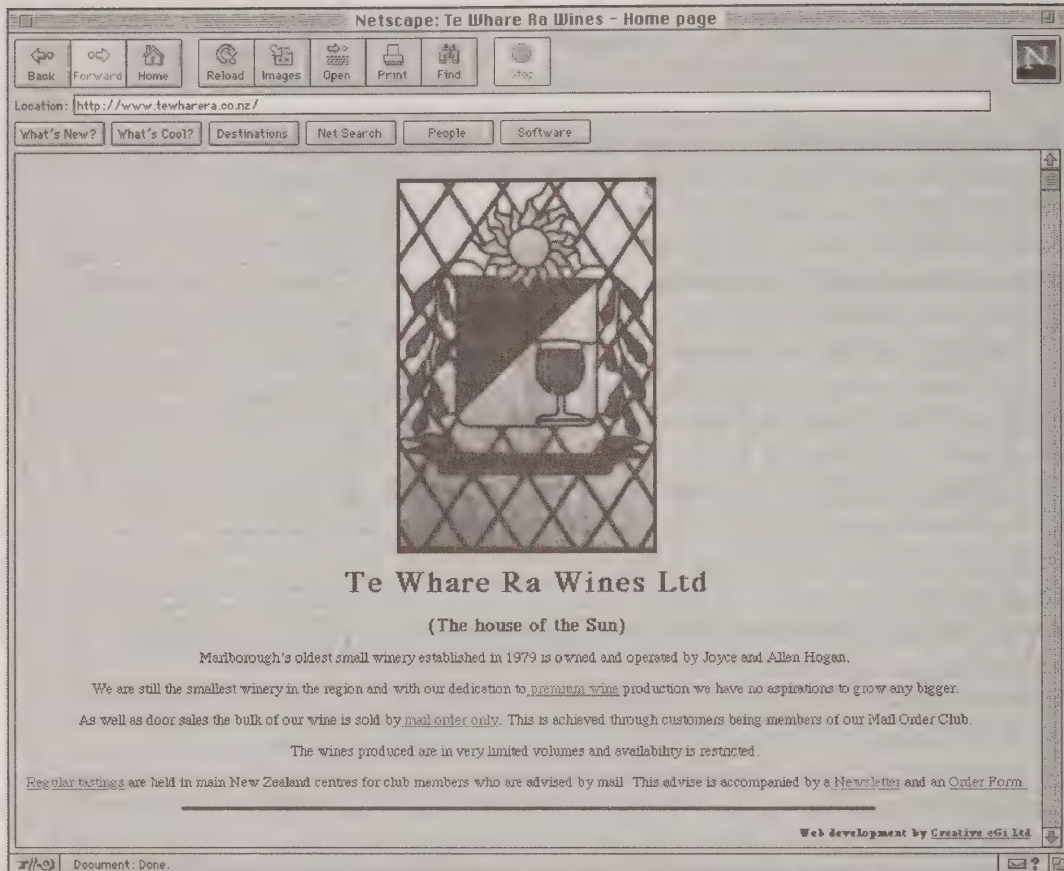 Netscape: Te Whare Ra Wines - Home page
Back Forward Home Reload Images Open Print Find Stop
N
Location: http://www.tewharera.co.nz/
What's New? What's Cool? Destinations Net Search People Software
Te Whare Ra Wines Ltd
(The house of the Sun)
Marlborough's oldest small winery established in 1979 is owned and operated by Joyce and Allen Hogan.
We are still the smallest winery in the region and with our dedication to premium wine production we have no aspirations to grow any bigger.
As well as door sales the bulk of our wine is sold by mail order only. This is achieved through customers being members of our Mail Order Club.
The wines produced are in very limited volumes and availability is restricted.
Regular tastings are held in main New Zealand centres for club members who are advised by mail. This advise is accompanied by a Newsletter and an Order Form.
Web development by Creative eGi Ltd
Document: Done.
?